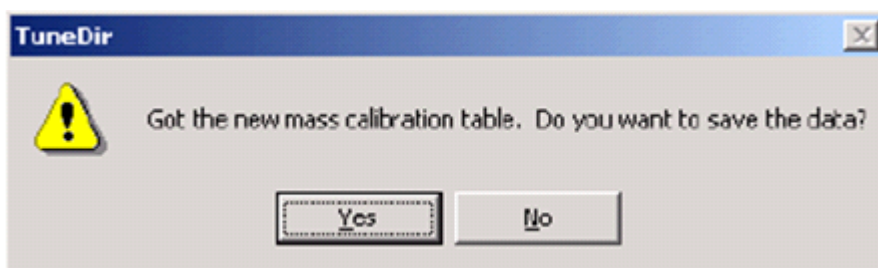 TuneDir
Got the new mass calibration table. Do you want to save the data?
Yes
No